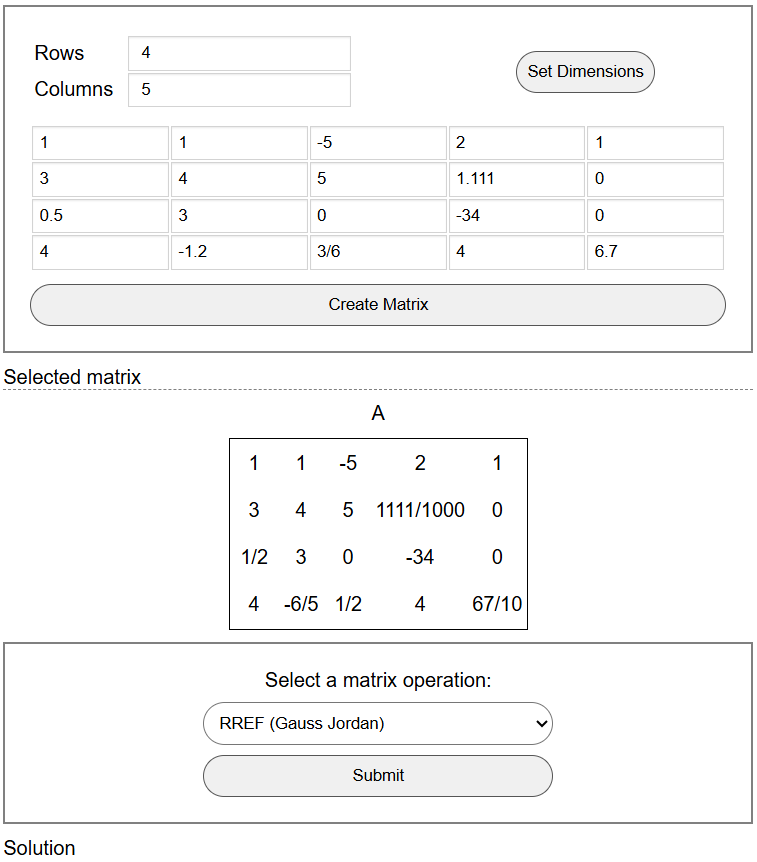 Rows 4
Set Dimensions
Columns 5
1 1 -5 2 1
3 4 5 1.111 0
0.5 3 0 -34 0
4 -1.2 3/6 4 6.7
Create Matrix
Selected matrix
A
1 1 -5 2 1
3 4 5 1111/1000 0
1/2 3 0 -34 0
4 -6/5 1/2 4 67/10
Select a matrix operation:
RREF (Gauss Jordan)
Submit
Solution